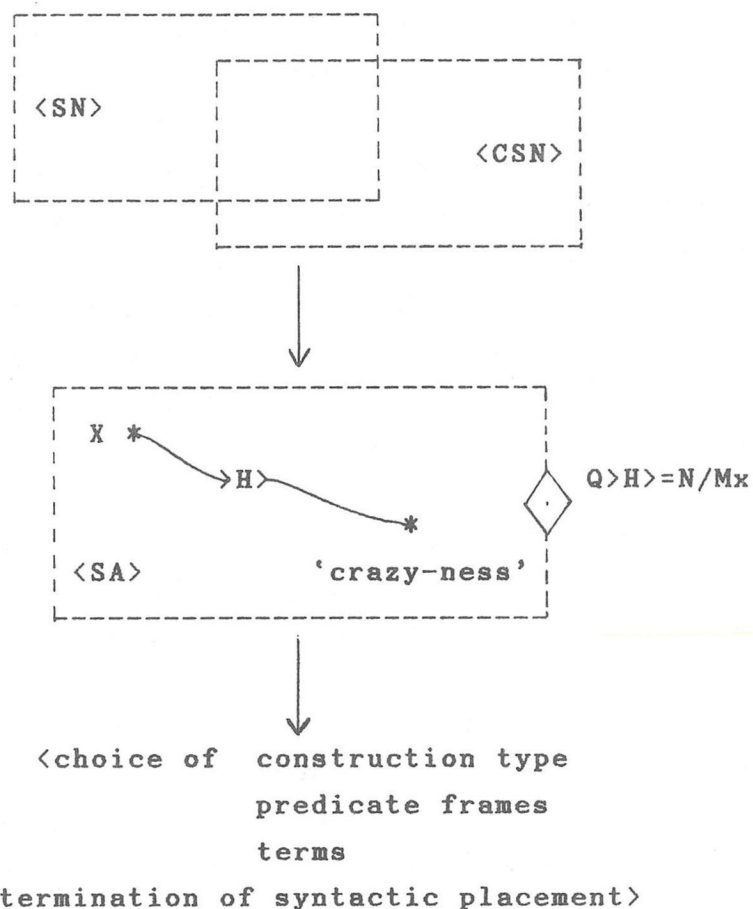 <SN>
<CSN>
X *
>H>
Q>H>=N/Mx
*
<SA> ‘crazy-ness’
<choice of construction type
predicate frames
terms
termination of syntactic placement>